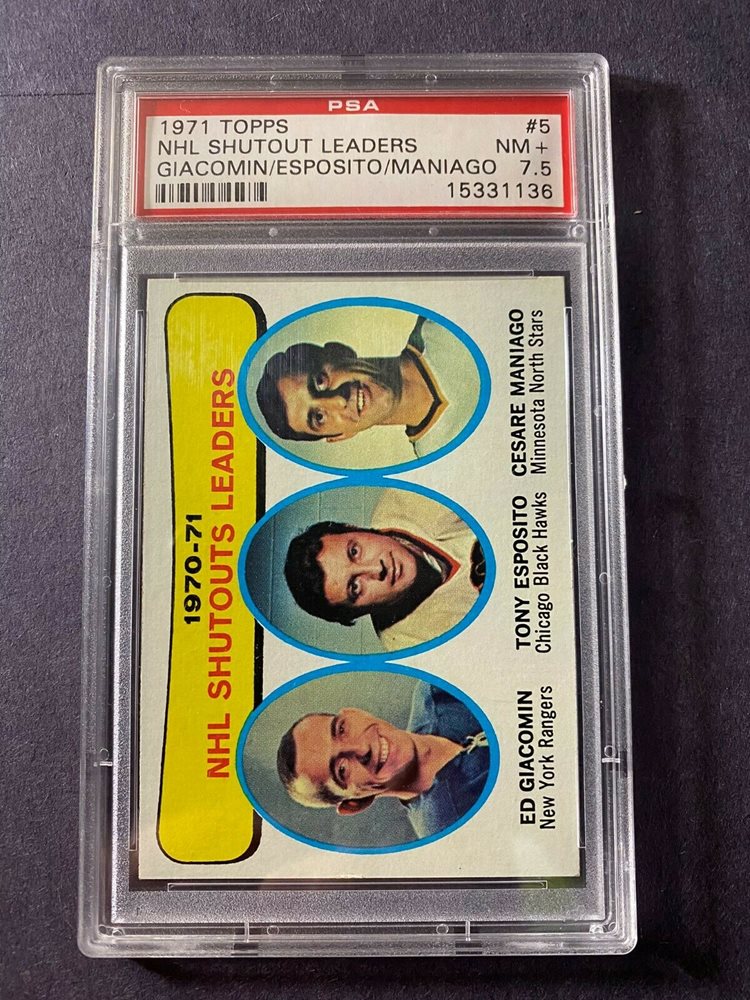 PSA
1971 TOPPS #5
NHL SHUTOUT LEADERS NM +
GIACOMIN/ESPOSITO/MANIAGO 7.5
15331136
1970-71
NHL SHUTOUTS LEADERS
ED GIACOMIN
New York Rangers
TONY ESPOSITO
Chicago Black Hawks
CESARE MANIAGO
Minnesota North Stars